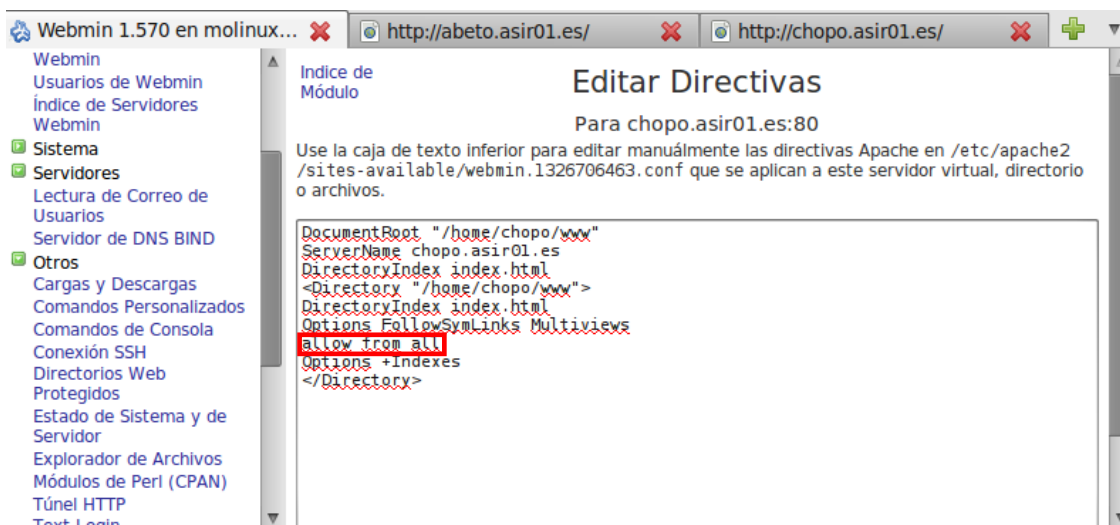 Webmin 1.570 en molinux...
http://abeto.asir01.es/
http://chopo.asir01.es/
Webmin
Usuarios de Webmin
Índice de Servidores
Webmin
Sistema
Servidores
Lectura de Correo de
Usuarios
Servidor de DNS BIND
Otros
Cargas y Descargas
Comandos Personalizados
Comandos de Consola
Conexión SSH
Directorios Web
Protegidos
Estado de Sistema y de
Servidor
Explorador de Archivos
Módulos de Perl (CPAN)
Túnel HTTP
Text Login
Indice de
Módulo
Editar Directivas
Para chopo.asir01.es:80
Use la caja de texto inferior para editar manuálmente las directivas Apache en /etc/apache2
/sites-available/webmin.1326706463.conf que se aplican a este servidor virtual, directorio
o archivos.
DocumentRoot "/home/chopo/www"
ServerName chopo.asir01.es
DirectoryIndex index.html
<Directory "/home/chopo/www">
DirectoryIndex index.html
Options FollowSymLinks Multiviews
allow from all
Options +Indexes
</Directory>